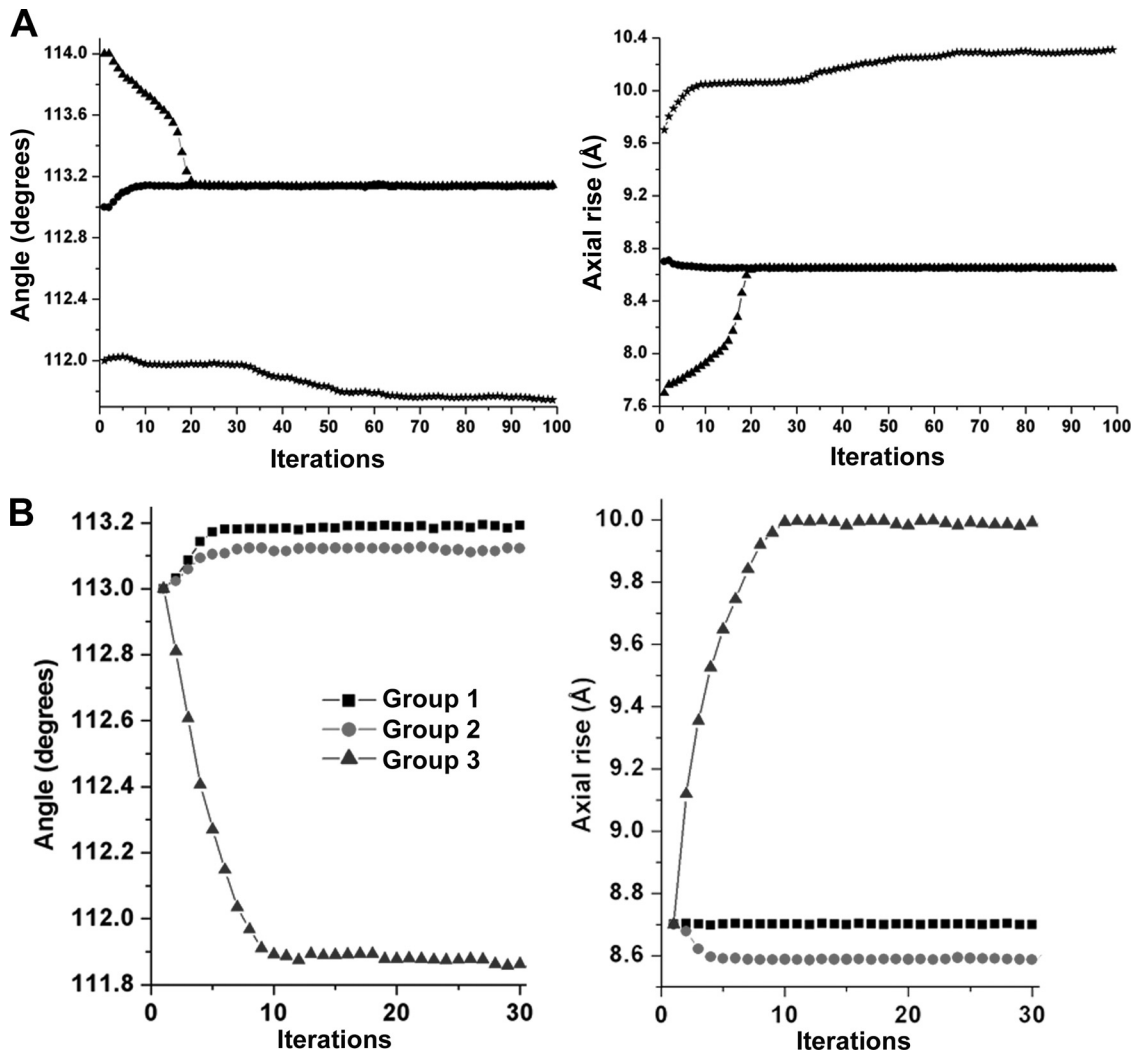 A
114.0
113.6
113.2
112.8
112.4
112.0
Angle (degrees)
0 10 20 30 40 50 60 70 80 90 100
Iterations
10.4
10.0
9.6
9.2
8.8
8.4
8.0
7.6
Axial rise (Å)
0 10 20 30 40 50 60 70 80 90 100
Iterations
B
113.2
113.0
112.8
112.6
112.4
112.2
112.0
111.8
Angle (degrees)
Group 1
Group 2
Group 3
0 10 20 30
Iterations
10.0
9.8
9.6
9.4
9.2
9.0
8.8
8.6
Axial rise (Å)
0 10 20 30
Iterations